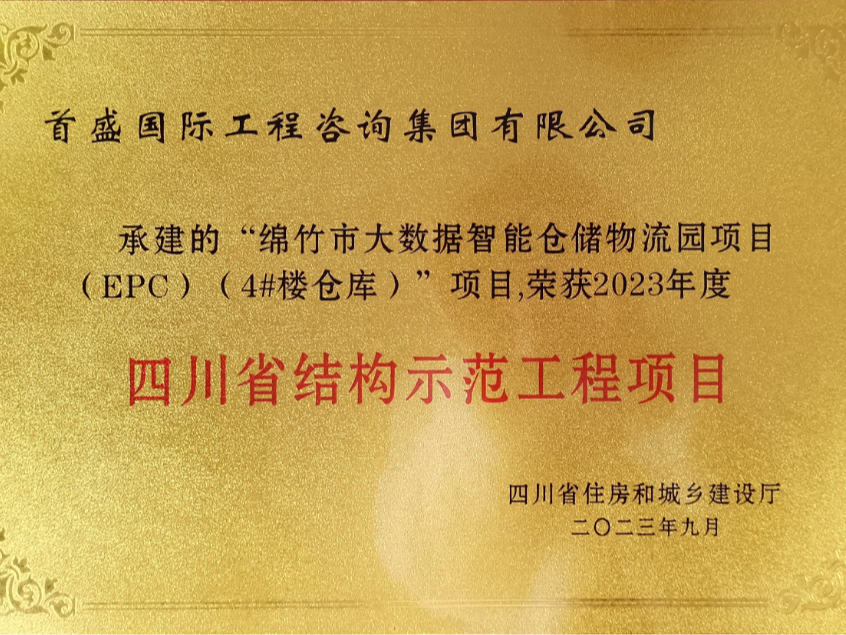 首盛国际工程咨询集团有限公司
承建的“绵竹市大数据智能仓储物流园项目
（EPC）（4#楼仓库）”项目,荣获2023年度
四川省结构示范工程项目
四川省住房和城乡建设厅
二〇二三年九月